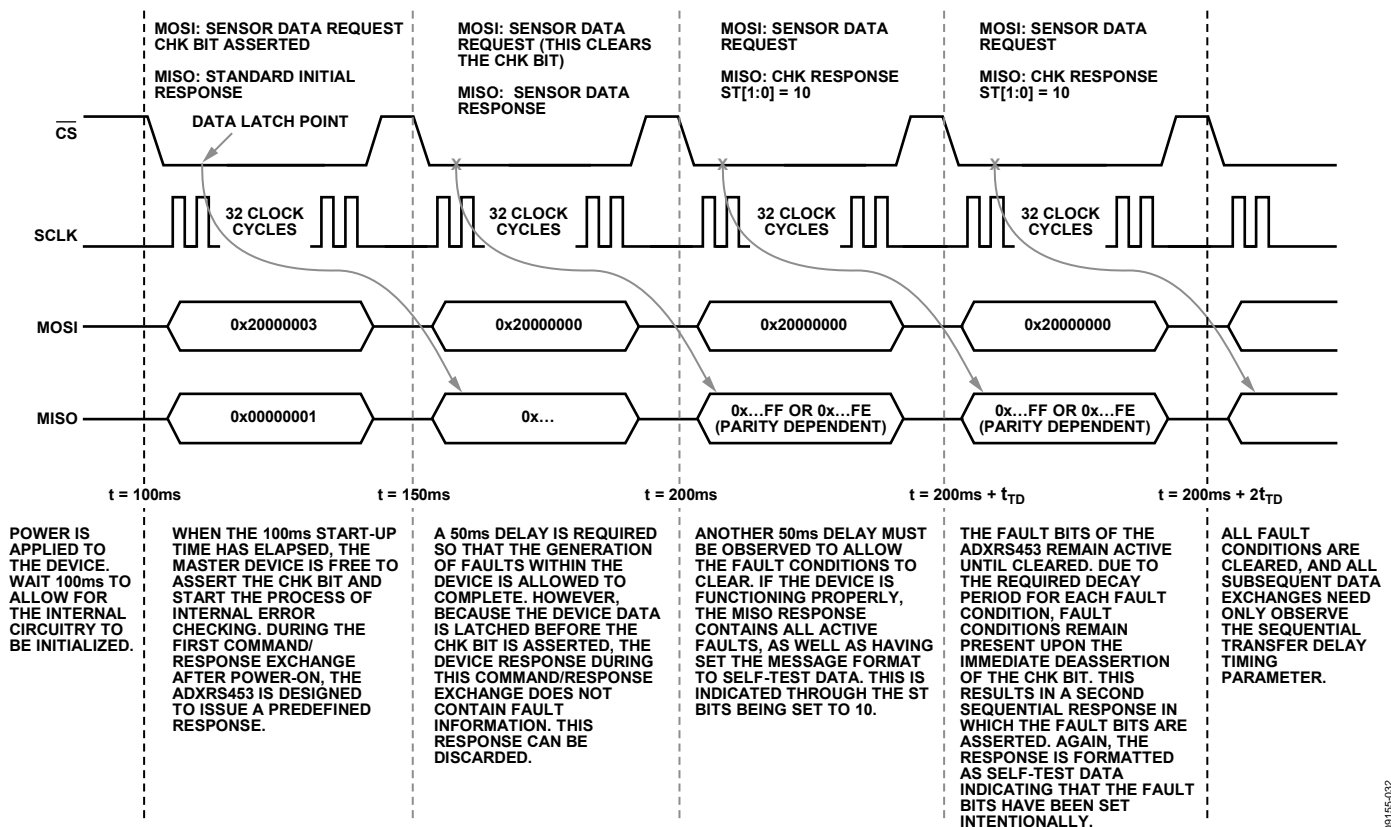 MOSI: SENSOR DATA REQUEST
CHK BIT ASSERTED
MISO: STANDARD INITIAL
RESPONSE
MOSI: SENSOR DATA
REQUEST (THIS CLEARS
THE CHK BIT)
MISO: SENSOR DATA
RESPONSE
MOSI: SENSOR DATA
REQUEST
MISO: CHK RESPONSE
ST[1:0] = 10
MOSI: SENSOR DATA
REQUEST
MISO: CHK RESPONSE
ST[1:0] = 10
DATA LATCH POINT
CS
X
X
X
SCLK
32 CLOCK
CYCLES
32 CLOCK
CYCLES
32 CLOCK
CYCLES
32 CLOCK
CYCLES
MOSI
0x20000003
0x20000000
0x20000000
0x20000000
MISO
0x00000001
0x…
0x…FF OR 0x…FE
(PARITY DEPENDENT)
0x…FF OR 0x…FE
(PARITY DEPENDENT)
t = 100ms
t = 150ms
t = 200ms
t = 200ms + tTD
t = 200ms + 2tTD
POWER IS
APPLIED TO
THE DEVICE.
WAIT 100ms TO
ALLOW FOR
THE INTERNAL
CIRCUITRY TO
BE INITIALIZED.
WHEN THE 100ms START-UP
TIME HAS ELAPSED, THE
MASTER DEVICE IS FREE TO
ASSERT THE CHK BIT AND
START THE PROCESS OF
INTERNAL ERROR
CHECKING. DURING THE
FIRST COMMAND/
RESPONSE EXCHANGE
AFTER POWER-ON, THE
ADXRS453 IS DESIGNED
TO ISSUE A PREDEFINED
RESPONSE.
A 50ms DELAY IS REQUIRED
SO THAT THE GENERATION
OF FAULTS WITHIN THE
DEVICE IS ALLOWED TO
COMPLETE. HOWEVER,
BECAUSE THE DEVICE DATA
IS LATCHED BEFORE THE
CHK BIT IS ASSERTED, THE
DEVICE RESPONSE DURING
THIS COMMAND/RESPONSE
EXCHANGE DOES NOT
CONTAIN FAULT
INFORMATION. THIS
RESPONSE CAN BE
DISCARDED.
ANOTHER 50ms DELAY MUST
BE OBSERVED TO ALLOW
THE FAULT CONDITIONS TO
CLEAR. IF THE DEVICE IS
FUNCTIONING PROPERLY,
THE MISO RESPONSE
CONTAINS ALL ACTIVE
FAULTS, AS WELL AS HAVING
SET THE MESSAGE FORMAT
TO SELF-TEST DATA. THIS IS
INDICATED THROUGH THE ST
BITS BEING SET TO 10.
THE FAULT BITS OF THE
ADXRS453 REMAIN ACTIVE
UNTIL CLEARED. DUE TO
THE REQUIRED DECAY
PERIOD FOR EACH FAULT
CONDITION, FAULT
CONDITIONS REMAIN
PRESENT UPON THE
IMMEDIATE DEASSERTION
OF THE CHK BIT. THIS
RESULTS IN A SECOND
SEQUENTIAL RESPONSE IN
WHICH THE FAULT BITS ARE
ASSERTED. AGAIN, THE
RESPONSE IS FORMATTED
AS SELF-TEST DATA
INDICATING THAT THE FAULT
BITS HAVE BEEN SET
INTENTIONALLY.
ALL FAULT
CONDITIONS ARE
CLEARED, AND ALL
SUBSEQUENT DATA
EXCHANGES NEED
ONLY OBSERVE
THE SEQUENTIAL
TRANSFER DELAY
TIMING
PARAMETER.
09155-032